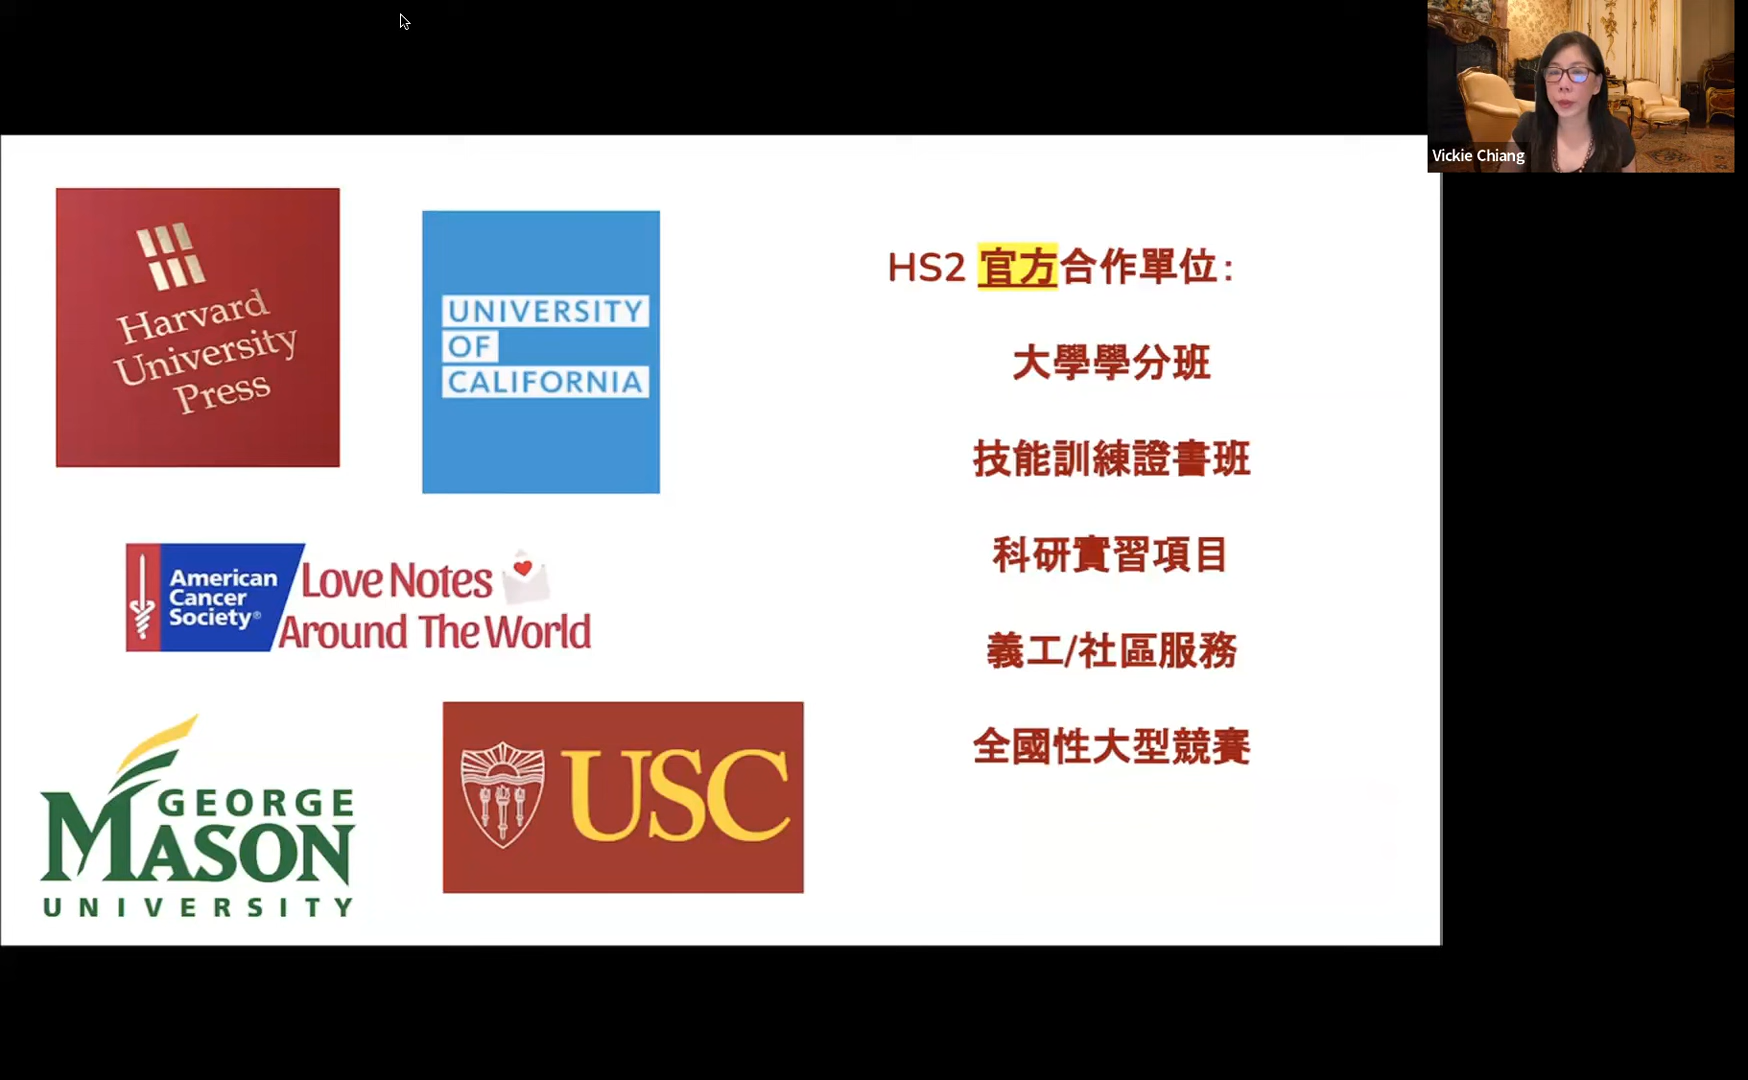 Vickie Chiang
Harvard
University
Press
UNIVERSITY
OF
CALIFORNIA
American
Cancer
Society®
Love Notes
Around The World
GEORGE
MASON
UNIVERSITY
USC
HS2 官方合作單位:
大學學分班
技能訓練證書班
科研實習項目
義工/社區服務
全國性大型競賽